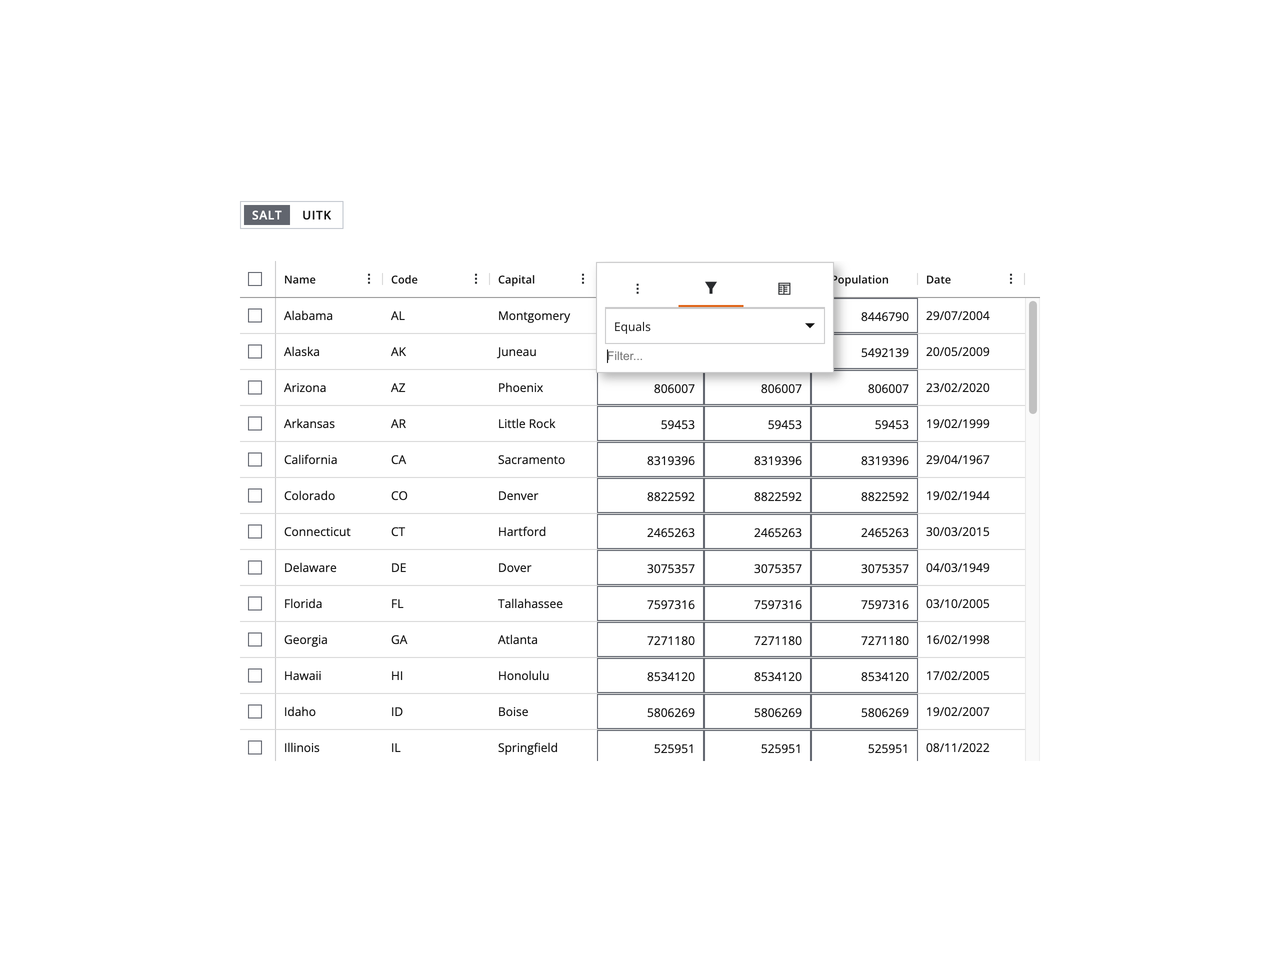 SALT UITK
Name Code Capital Population Date
Equals
Filter...
Alabama AL Montgomery 8446790 29/07/2004
Alaska AK Juneau 5492139 20/05/2009
Arizona AZ Phoenix 806007 806007 806007 23/02/2020
Arkansas AR Little Rock 59453 59453 59453 19/02/1999
California CA Sacramento 8319396 8319396 8319396 29/04/1967
Colorado CO Denver 8822592 8822592 8822592 19/02/1944
Connecticut CT Hartford 2465263 2465263 2465263 30/03/2015
Delaware DE Dover 3075357 3075357 3075357 04/03/1949
Florida FL Tallahassee 7597316 7597316 7597316 03/10/2005
Georgia GA Atlanta 7271180 7271180 7271180 16/02/1998
Hawaii HI Honolulu 8534120 8534120 8534120 17/02/2005
Idaho ID Boise 5806269 5806269 5806269 19/02/2007
Illinois IL Springfield 525951 525951 525951 08/11/2022